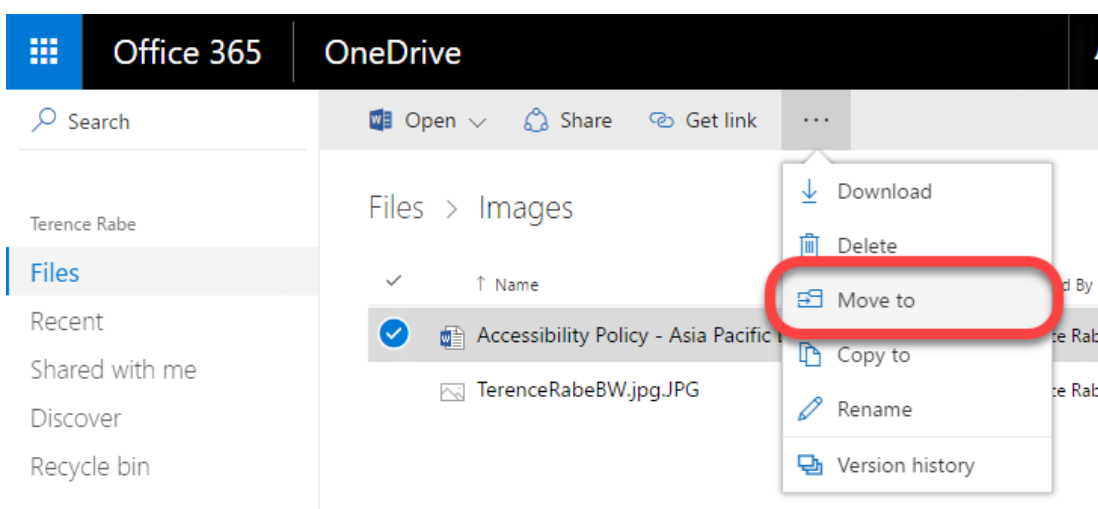 Office 365 OneDrive
Search
Open Share Get link ...
Terence Rabe
Files
Recent
Shared with me
Discover
Recycle bin
Files > Images
Name
Accessibility Policy - Asia Pacific
TerenceRabeBW.jpg.JPG
Download
Delete
Move to
Copy to
Rename
Version history
By